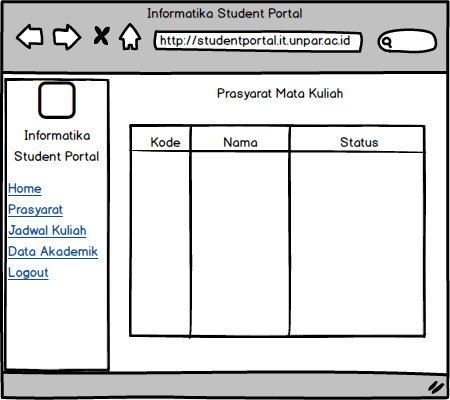 Informatika Student Portal
http://studentportal.it.unpar.ac.id
Informatika
Student Portal
Home
Prasyarat
Jadwal Kuliah
Data Akademik
Logout
Prasyarat Mata Kuliah
Kode Nama Status